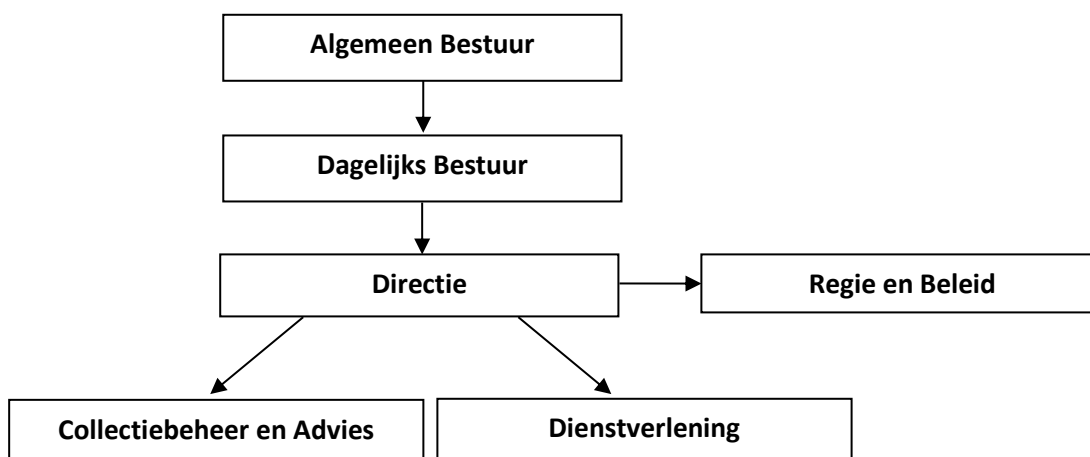 Algemeen Bestuur
Dagelijks Bestuur
Directie
Regie en Beleid
Collectiebeheer en Advies
Dienstverlening